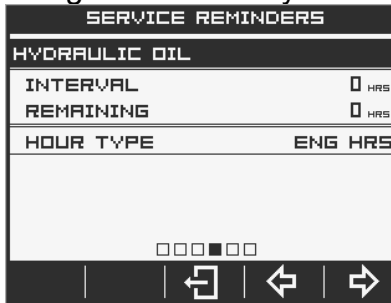 SERVICE REMINDERS
HYDRAULIC OIL
INTERVAL 0 HRS
REMAINING 0 HRS
HOUR TYPE ENG HRS